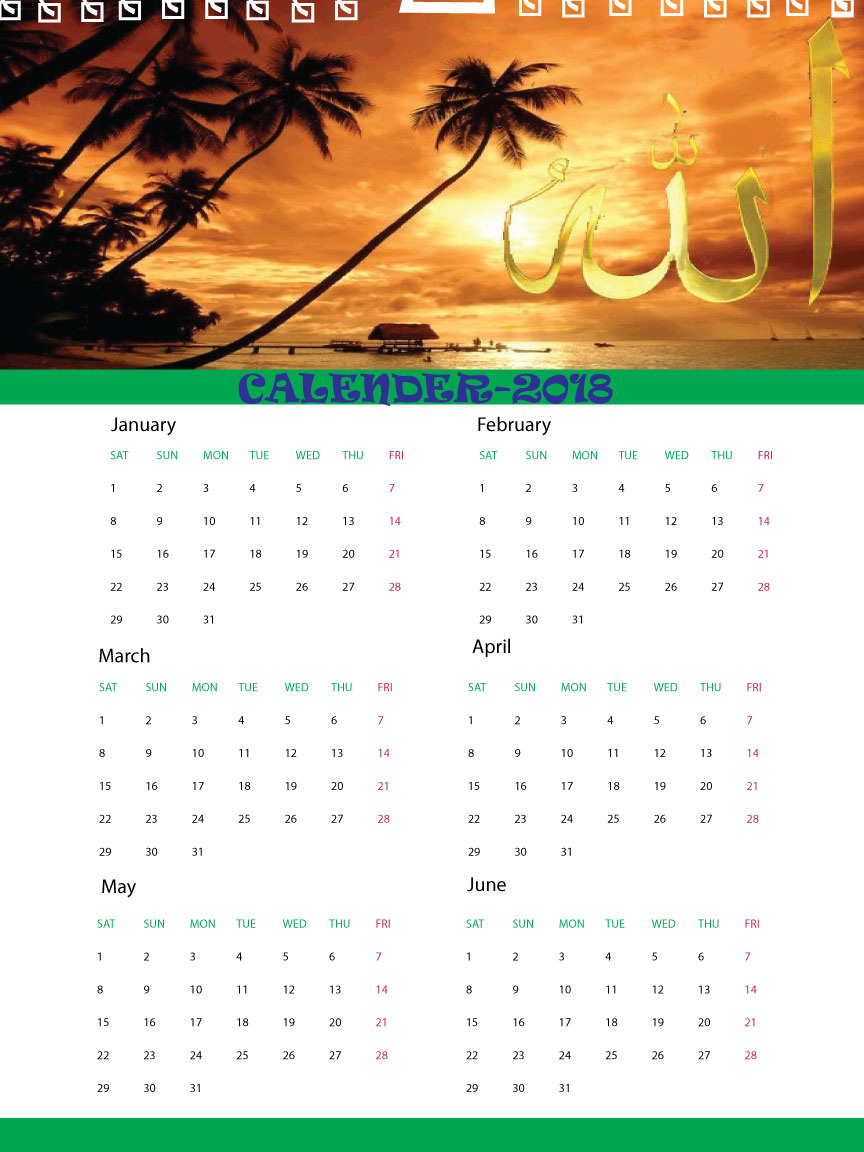 الله
CALENDER-2018
January
SAT SUN MON TUE WED THU FRI
1 2 3 4 5 6 7
8 9 10 11 12 13 14
15 16 17 18 19 20 21
22 23 24 25 26 27 28
29 30 31
February
SAT SUN MON TUE WED THU FRI
1 2 3 4 5 6 7
8 9 10 11 12 13 14
15 16 17 18 19 20 21
22 23 24 25 26 27 28
29 30 31
March
SAT SUN MON TUE WED THU FRI
1 2 3 4 5 6 7
8 9 10 11 12 13 14
15 16 17 18 19 20 21
22 23 24 25 26 27 28
29 30 31
April
SAT SUN MON TUE WED THU FRI
1 2 3 4 5 6 7
8 9 10 11 12 13 14
15 16 17 18 19 20 21
22 23 24 25 26 27 28
29 30 31
May
SAT SUN MON TUE WED THU FRI
1 2 3 4 5 6 7
8 9 10 11 12 13 14
15 16 17 18 19 20 21
22 23 24 25 26 27 28
29 30 31
June
SAT SUN MON TUE WED THU FRI
1 2 3 4 5 6 7
8 9 10 11 12 13 14
15 16 17 18 19 20 21
22 23 24 25 26 27 28
29 30 31